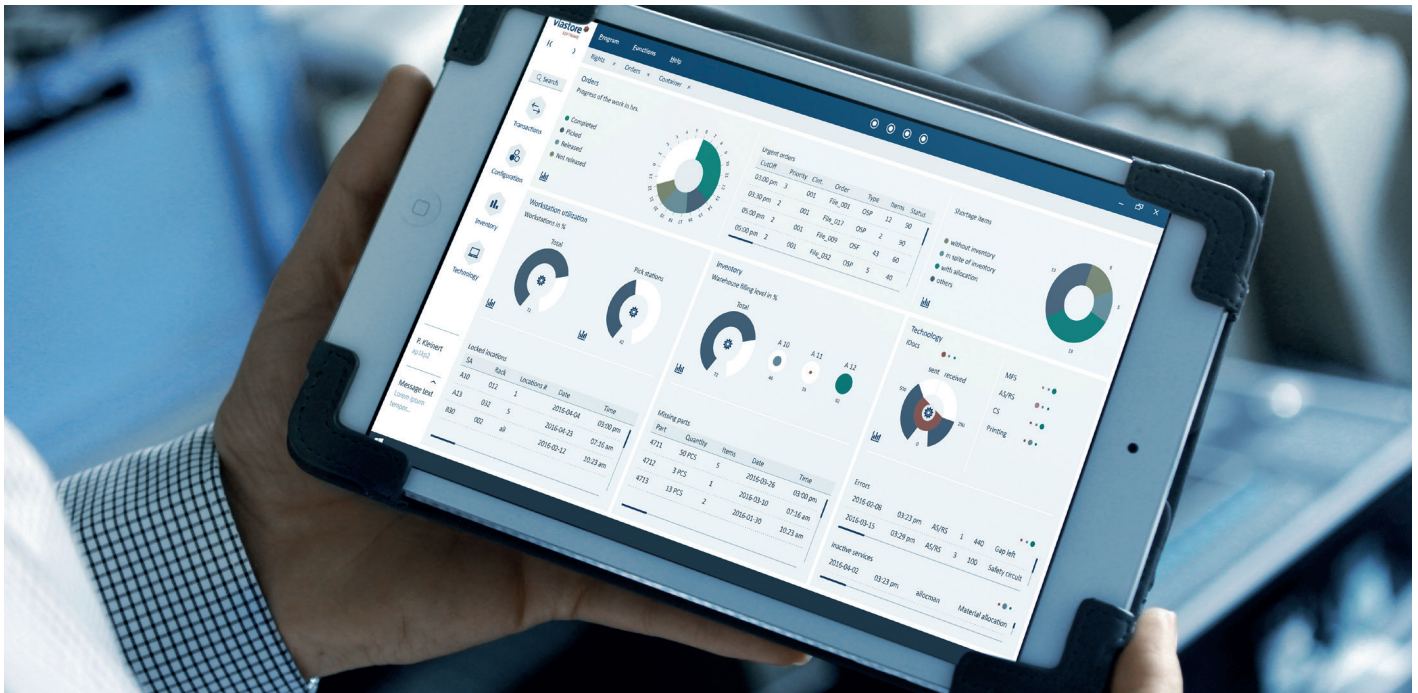 viastore
SOFTWARE
Program Functions Help
Rights Orders Container
Search
Transactions
Configuration
Inventory
Technology
P. Kleinert
Message text
Lorem ipsum
tempor...
Orders
Progress of the work in hrs.
Completed
Picked
Released
Not released
Urgent orders
CutOff Priority Clnt. Order Type Items Status
03:00 pm 3 001 File_001 OSP 12 90
03:30 pm 2 001 File_017 OSP 2 90
05:00 pm 2 001 File_009 OSF 43 60
05:00 pm 2 001 File_032 OSP 5 40
Shortage items
without inventory
in spite of inventory
with allocation
others
Workstation utilization
Workstations in %
Total
Pick stations
Inventory
Warehouse filling level in %
Total
A 10
A 11
A 12
72
Technology
IDocs
sent received
MFS
AS/RS
CS
Printing
Locked locations
SA Rack Locations # Date Time
A10 012 1 2016-04-04 03:00 pm
A13 032 5 2016-04-23 07:16 am
B30 002 all 2016-02-12 10:23 am
Missing parts
Part Quantity Items Date Time
4711 50 PCS 5 2016-03-26 03:00 pm
4712 3 PCS 1 2016-03-10 07:16 am
4713 13 PCS 2 2016-01-30 10:23 am
Errors
2016-02-08 03:23 pm AS/RS 1 440 Gap left
2016-03-15 03:29 pm AS/RS 3 100 Safety circuit
Inactive services
2016-04-02 03:23 pm allocman Material allocation